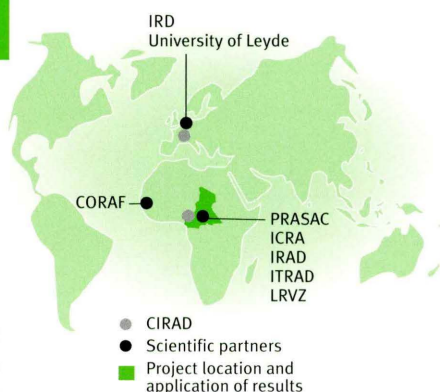 IRD
University of Leyde
CORAF
PRASAC
ICRA
IRAD
ITRAD
LRVZ
CIRAD
Scientific partners
Project location and
application of results